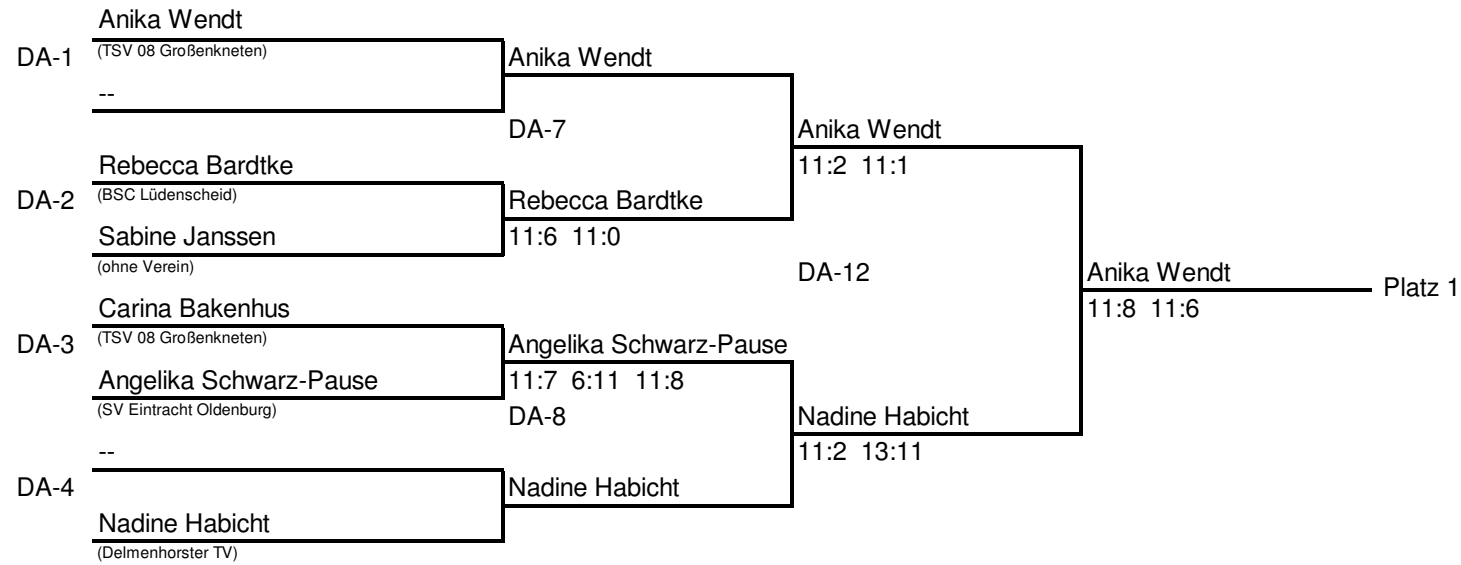 Anika Wendt
DA-1
(TSV 08 Großenkneten)
Anika Wendt
--
DA-7
Anika Wendt
11:2 11:1
Rebecca Bardtke
DA-2
(BSC Lüdenscheid)
Rebecca Bardtke
11:6 11:0
Sabine Janssen
(ohne Verein)
DA-12
Anika Wendt
11:8 11:6
Platz 1
Carina Bakenhus
DA-3
(TSV 08 Großenkneten)
Angelika Schwarz-Pause
11:7 6:11 11:8
Angelika Schwarz-Pause
(SV Eintracht Oldenburg)
DA-8
Nadine Habicht
11:2 13:11
--
DA-4
Nadine Habicht
Nadine Habicht
(Delmenhorster TV)